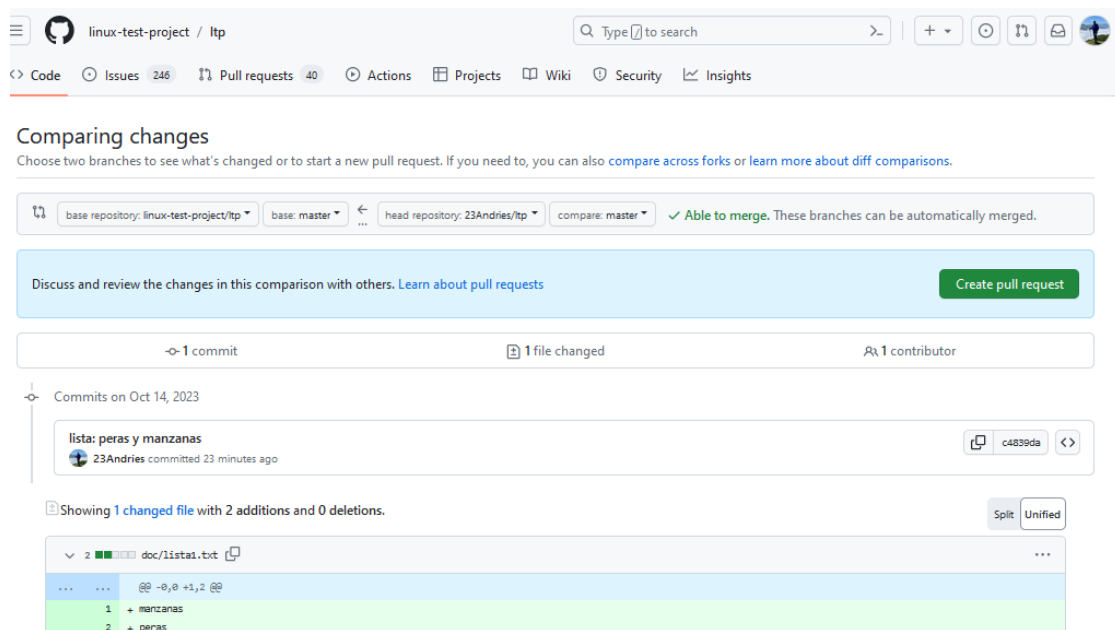 linux-test-project / ltp
Type / to search
Code Issues 246 Pull requests 40 Actions Projects Wiki Security Insights
Comparing changes
Choose two branches to see what's changed or to start a new pull request. If you need to, you can also compare across forks or learn more about diff comparisons.
base repository: linux-test-project/ltp base: master ← ... head repository: 23Andries/ltp compare: master ✓ Able to merge. These branches can be automatically merged.
Discuss and review the changes in this comparison with others. Learn about pull requests Create pull request
1 commit 1 file changed 1 contributor
Commits on Oct 14, 2023
lista: peras y manzanas
c4839da
23Andries committed 23 minutes ago
Showing 1 changed file with 2 additions and 0 deletions.
Split Unified
2 doc/lista1.txt ...
... ... @@ -0,0 +1,2 @@
1 + manzanas
2 + peras